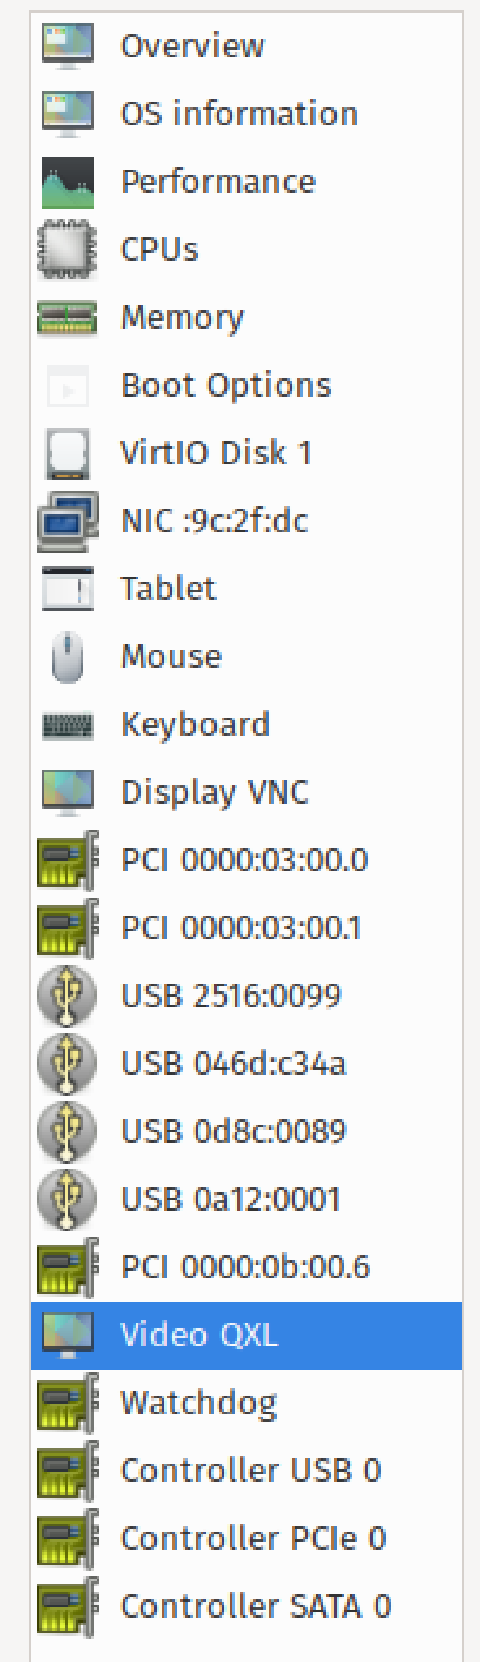 Overview
OS information
Performance
CPUs
Memory
Boot Options
VirtIO Disk 1
NIC :9c:2f:dc
Tablet
Mouse
Keyboard
Display VNC
PCI 0000:03:00.0
PCI 0000:03:00.1
USB 2516:0099
USB 046d:c34a
USB 0d8c:0089
USB 0a12:0001
PCI 0000:0b:00.6
Video QXL
Watchdog
Controller USB 0
Controller PCIe 0
Controller SATA 0